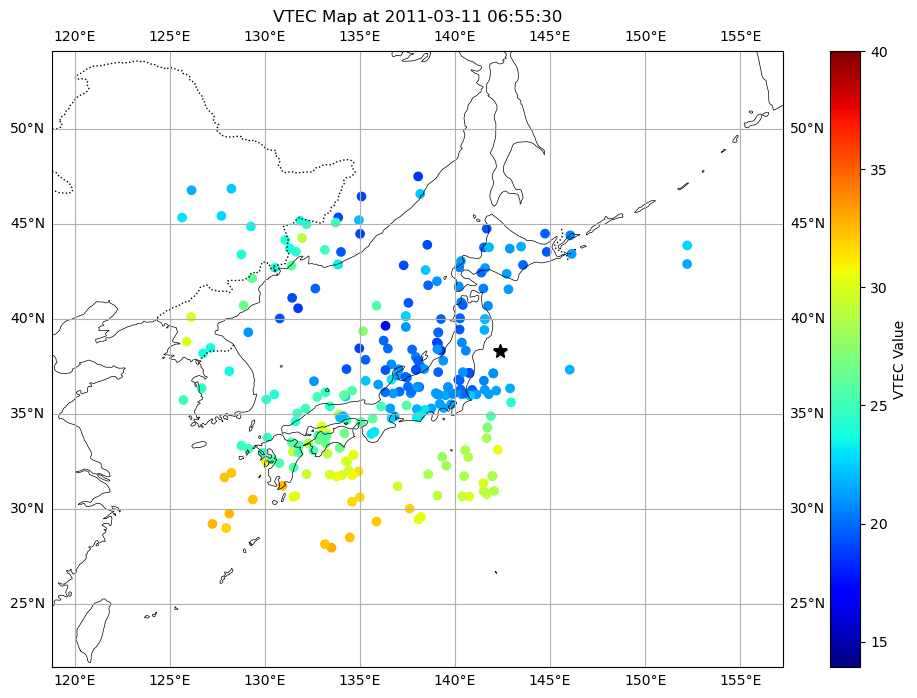 VTEC Map at 2011-03-11 06:55:30
120°E 125°E 130°E 135°E 140°E 145°E 150°E 155°E
50°N 50°N
45°N 45°N
40°N 40°N
35°N 35°N
30°N 30°N
25°N 25°N
120°E 125°E 130°E 135°E 140°E 145°E 150°E 155°E
40
35
30
25
20
15
VTEC Value